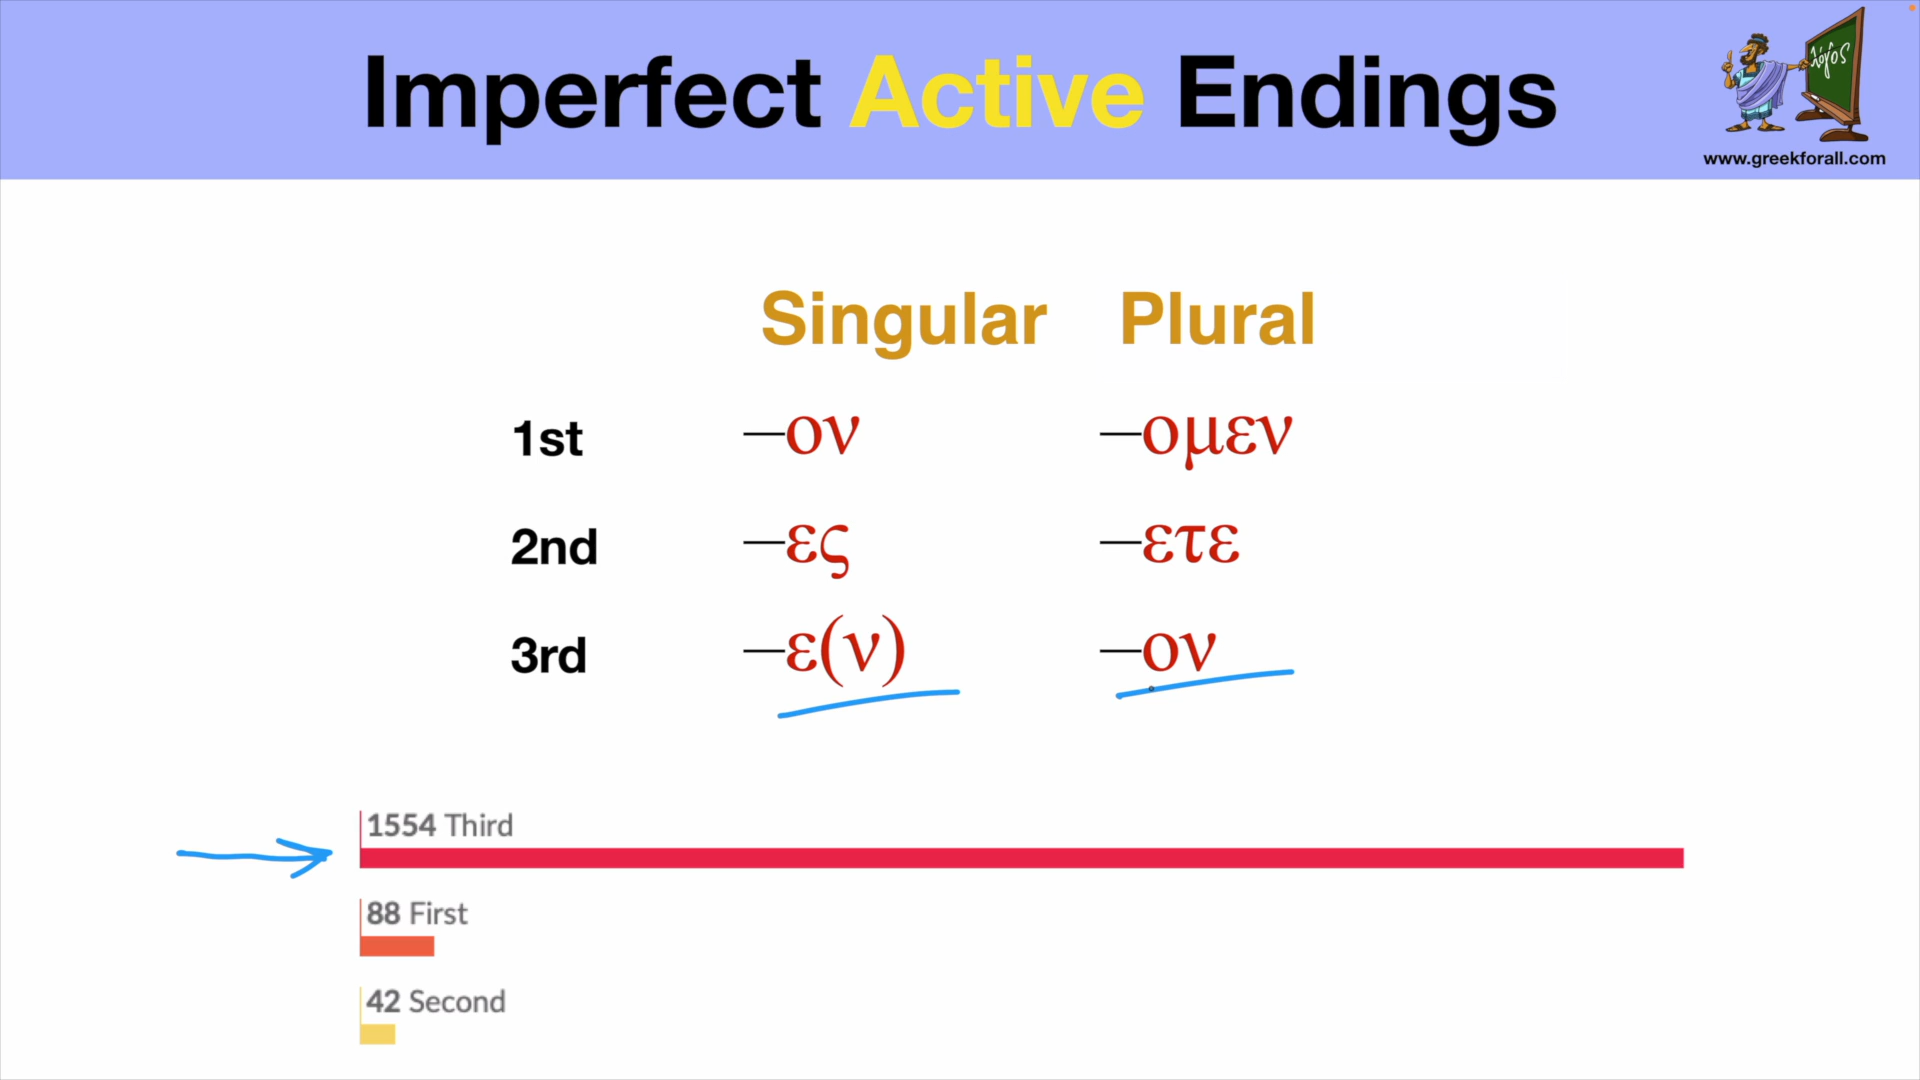 Imperfect Active Endings
λόγος
www.greekforall.com
Singular Plural
1st –ον –ομεν
2nd –ες –ετε
3rd –ε(ν) –ον
1554 Third
88 First
42 Second